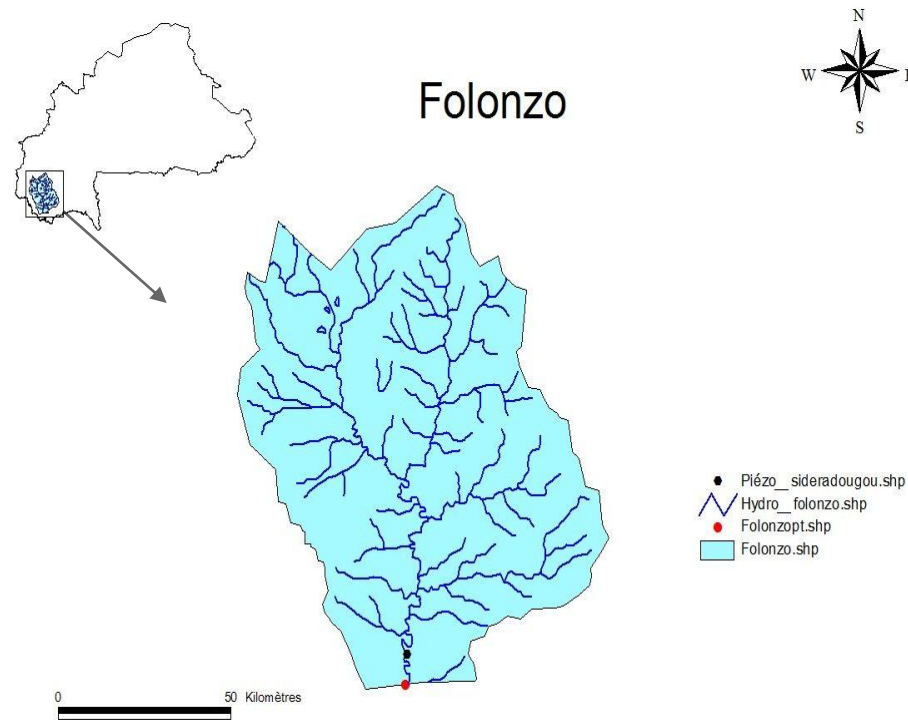 N
Folonzo
W
E
S
Piézo__sideradougou.shp
Hydro__folonzo.shp
Folonzopt.shp
Folonzo.shp
0 50 Kilomètres